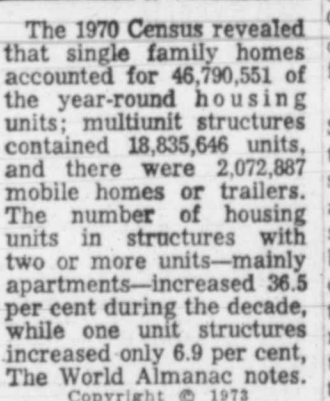 The 1970 Census revealed
that single family homes
accounted for 46,790,551 of
the year-round housing
units; multiunit structures
contained 18,835,646 units,
and there were 2,072,887
mobile homes or trailers.
The number of housing
units in structures with
two or more units—mainly
apartments—increased 36.5
per cent during the decade,
while one unit structures
increased only 6.9 per cent,
The World Almanac notes.
Copyright © 1973